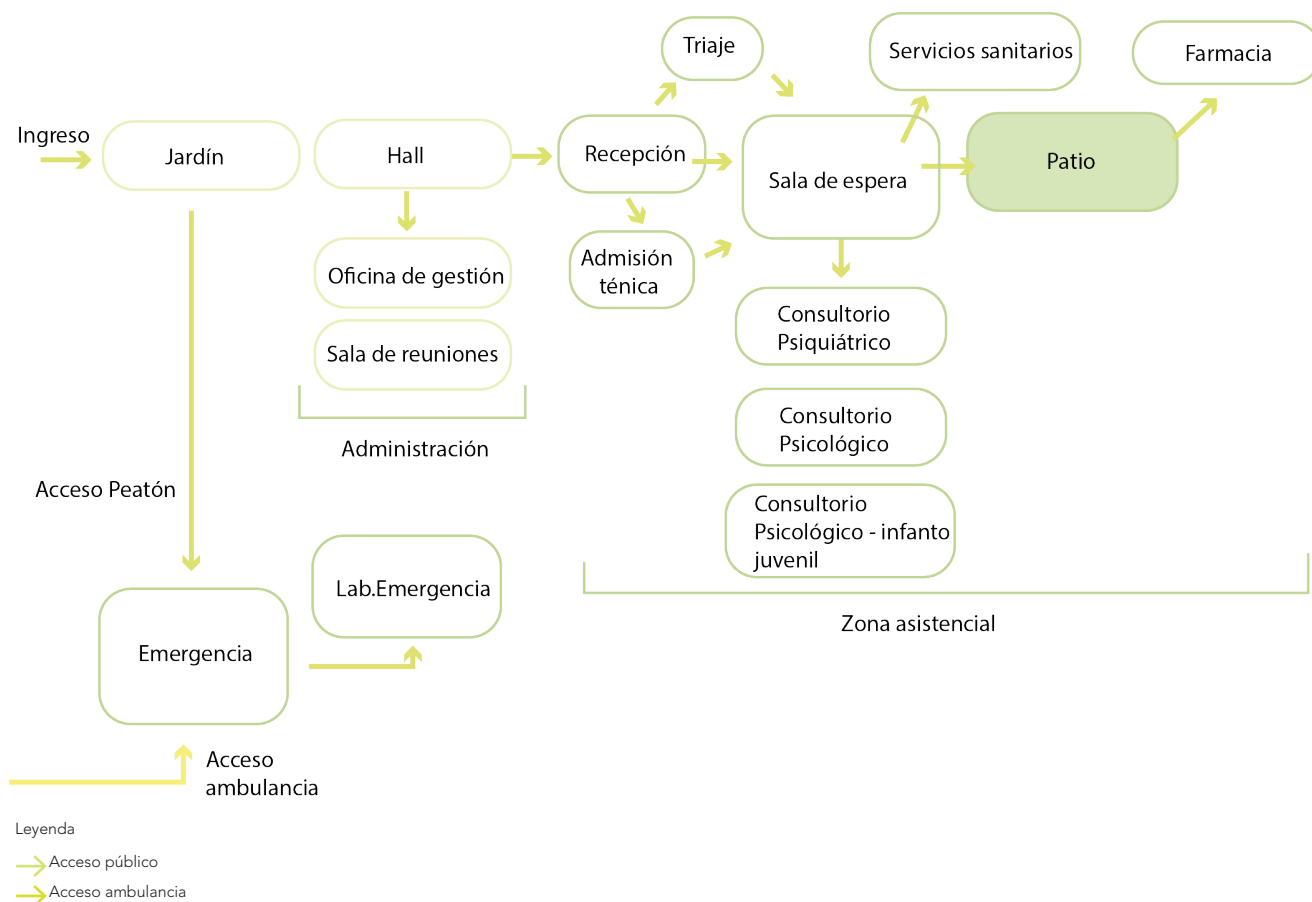 Triaje
Servicios sanitarios
Farmacia
Ingreso
Jardín
Hall
Recepción
Sala de espera
Patio
Oficina de gestión
Admisión
ténica
Sala de reuniones
Consultorio
Psiquiátrico
Administración
Consultorio
Psicológico
Acceso Peatón
Consultorio
Psicológico - infanto
juvenil
Lab.Emergencia
Zona asistencial
Emergencia
Acceso
ambulancia
Leyenda
Acceso público
Acceso ambulancia